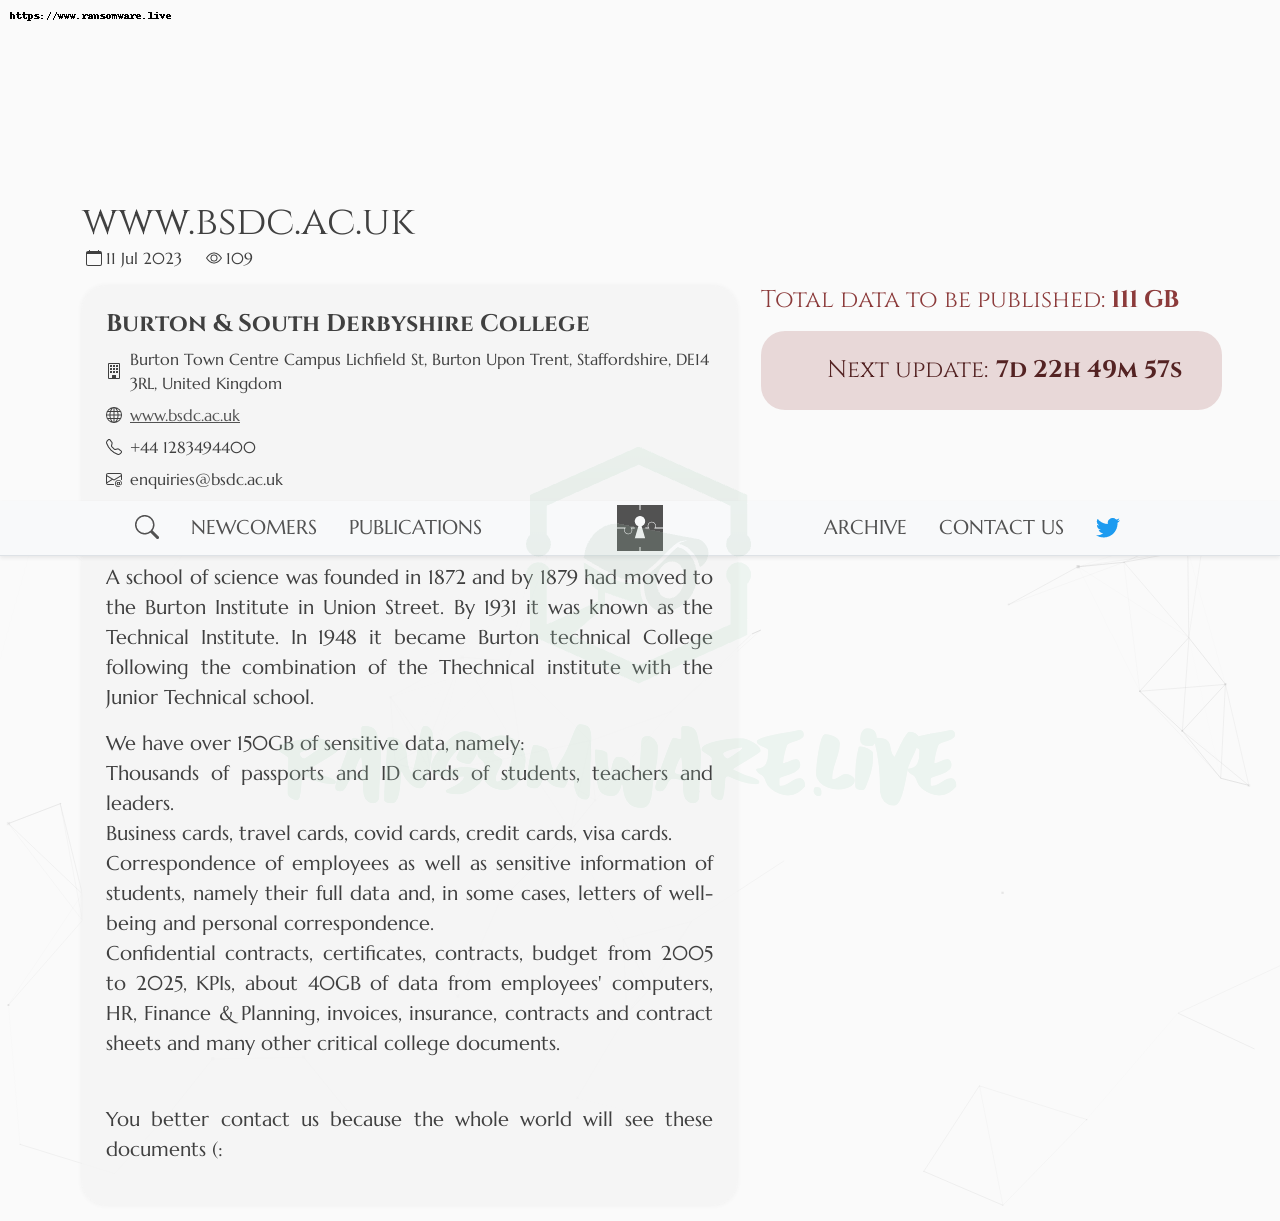 https://www.ransomware.live
www.bsdc.ac.uk
11 Jul 2023 109
Burton & South Derbyshire College
Burton Town Centre Campus Lichfield St, Burton Upon Trent, Staffordshire, DE14
3RL, United Kingdom
www.bsdc.ac.uk
+44 1283494400
enquiries@bsdc.ac.uk
Total data to be published: 111 GB
Next update: 7d 22h 49m 57s
NEWCOMERS PUBLICATIONS ARCHIVE CONTACT US
A school of science was founded in 1872 and by 1879 had moved to
the Burton Institute in Union Street. By 1931 it was known as the
Technical Institute. In 1948 it became Burton technical College
following the combination of the Thechnical institute with the
Junior Technical school.
We have over 150GB of sensitive data, namely:
Thousands of passports and ID cards of students, teachers and
leaders.
RANSOMWARE.LIVE
Business cards, travel cards, covid cards, credit cards, visa cards.
Correspondence of employees as well as sensitive information of
students, namely their full data and, in some cases, letters of well-
being and personal correspondence.
Confidential contracts, certificates, contracts, budget from 2005
to 2025, KPIs, about 40GB of data from employees' computers,
HR, Finance & Planning, invoices, insurance, contracts and contract
sheets and many other critical college documents.
You better contact us because the whole world will see these
documents (: